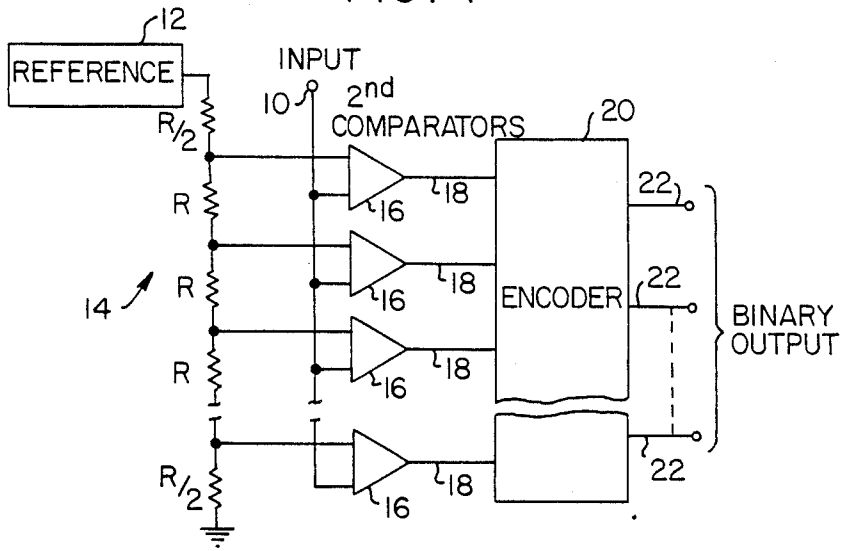 12
REFERENCE
INPUT
10
2nd
COMPARATORS
20
R/2
16
18
22
R
16
18
14
R
ENCODER
22
BINARY
OUTPUT
16
18
R
22
R/2
16
18